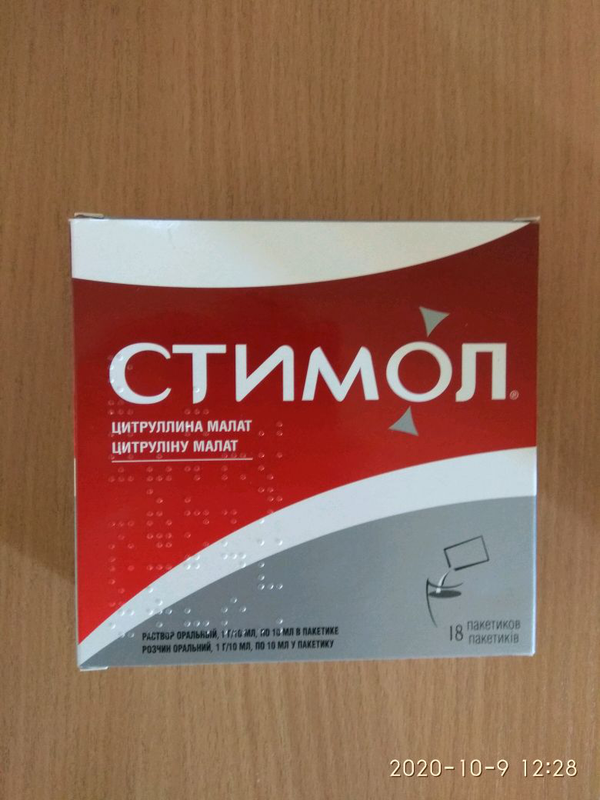 СТИМОЛ®
ЦИТРУЛЛИНА МАЛАТ
ЦИТРУЛІНУ МАЛАТ
РАСТВОР ОРАЛЬНЫЙ, 1 Г/10 МЛ, ПО 10 МЛ В ПАКЕТИКЕ
РОЗЧИН ОРАЛЬНИЙ, 1 Г/10 МЛ, ПО 10 МЛ У ПАКЕТИКУ
18 пакетиков
пакетиків
2020-10-9 12:28